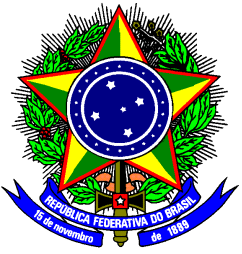 REPÚBLICA FEDERATIVA DO BRASIL
15 de novembro de 1889